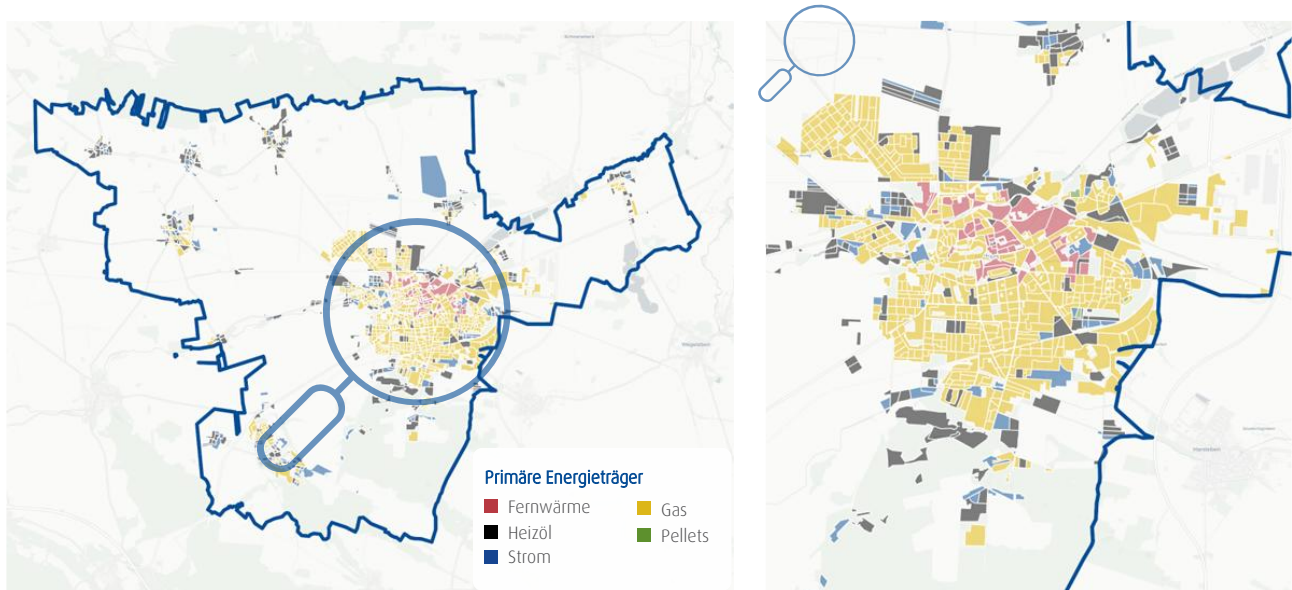 Primäre Energieträger
Fernwärme
Heizöl
Strom
Gas
Pellets